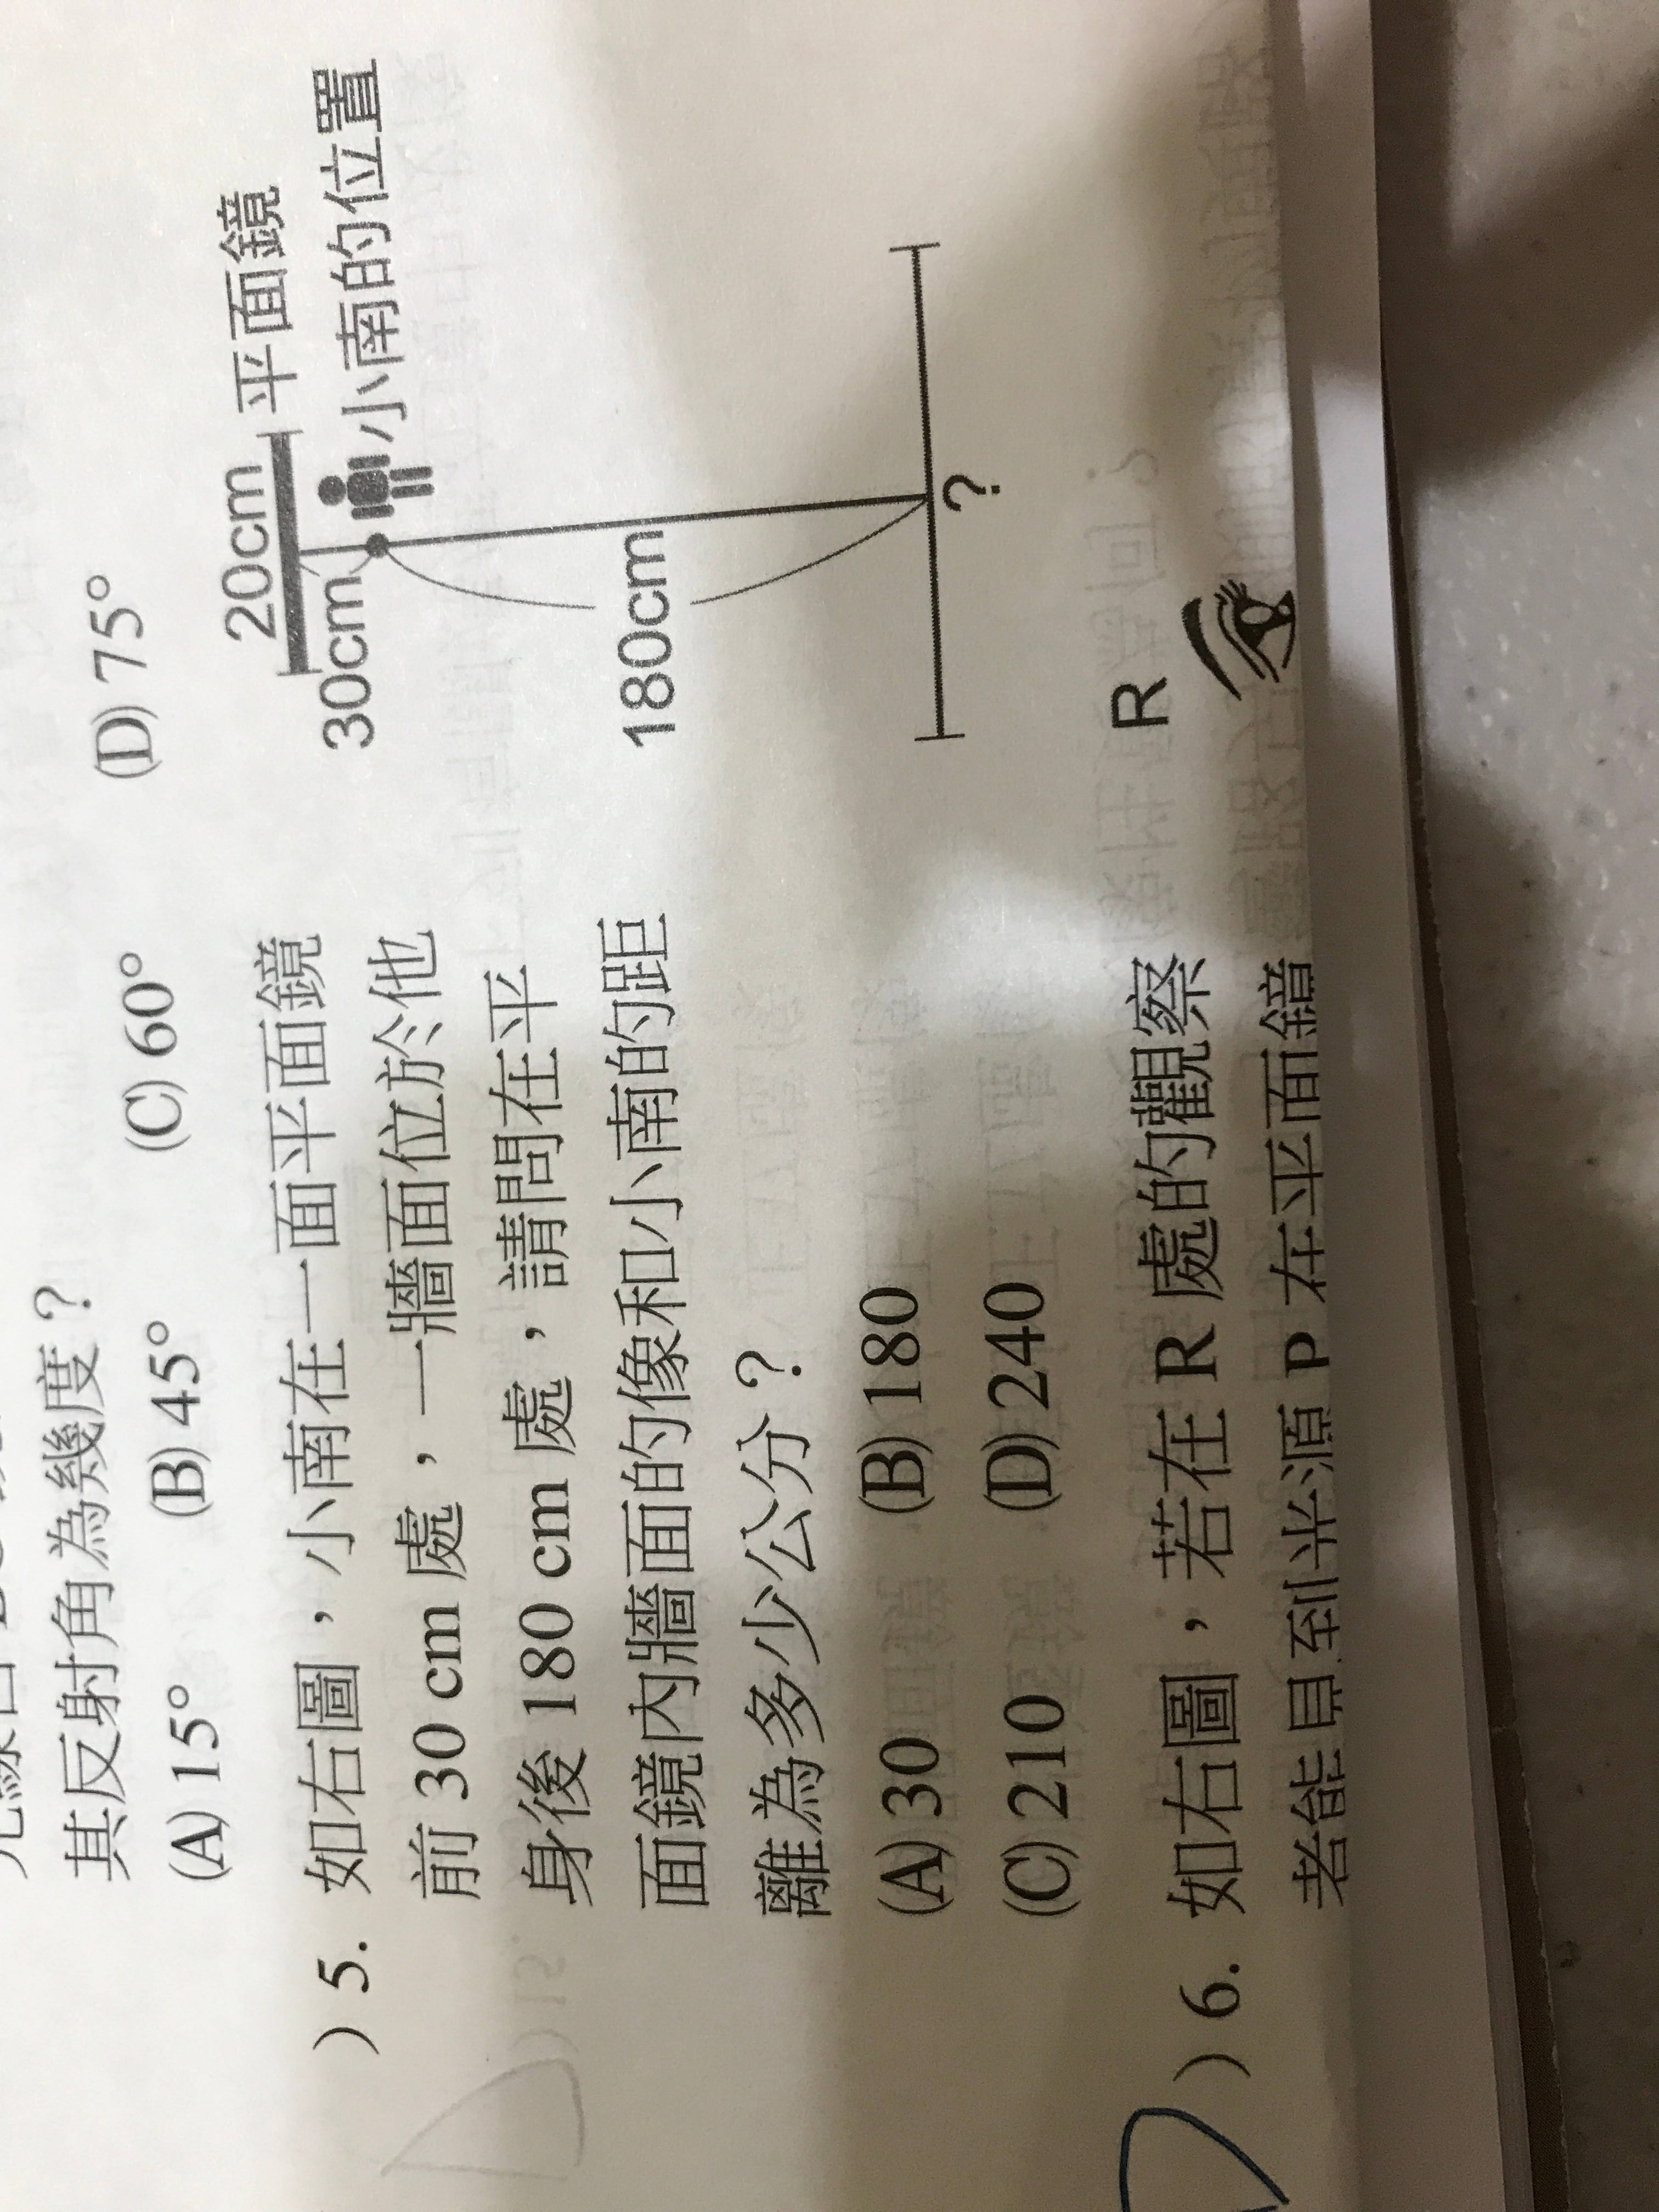 其反射角為幾度？
(A) 15° (B) 45° (C) 60° (D) 75°
) 5. 如右圖，小南在一面平面鏡
前 30 cm 處，一牆面位於他
身後 180 cm 處，請問在平
面鏡內牆面的像和小南的距
離為多少公分？
(A) 30 (B) 180
(C) 210 (D) 240
20cm 平面鏡
30cm 小南的位置
180cm
?
) 6. 如右圖，若在 R 處的觀察
者能見到光源 P 在平面鏡
R